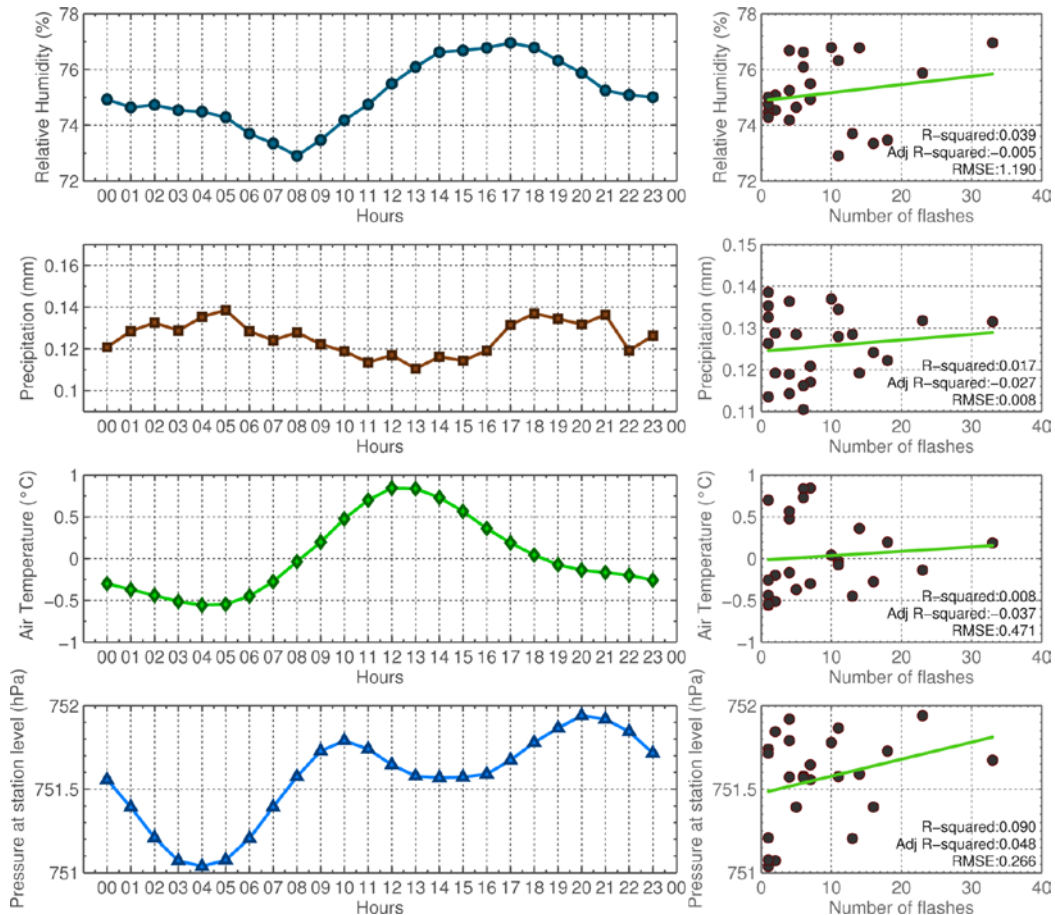 Relative Humidity (%)
78
76
74
72
00 01 02 03 04 05 06 07 08 09 10 11 12 13 14 15 16 17 18 19 20 21 22 23 00
Hours
78
76
74
72
R-squared:0.039
Adj R-squared:-0.005
RMSE:1.190
0 10 20 30 40
Number of flashes
Relative Humidity (%)
Precipitation (mm)
0.16
0.14
0.12
0.1
00 01 02 03 04 05 06 07 08 09 10 11 12 13 14 15 16 17 18 19 20 21 22 23 00
Hours
Precipitation (mm)
0.15
0.14
0.13
0.12
0.11
R-squared:0.017
Adj R-squared:-0.027
RMSE:0.008
0 10 20 30 40
Number of flashes
Air Temperature (°C)
1
0.5
0
−0.5
−1
00 01 02 03 04 05 06 07 08 09 10 11 12 13 14 15 16 17 18 19 20 21 22 23 00
Hours
Air Temperature (°C)
1
0.5
0
−0.5
−1
R-squared:0.008
Adj R-squared:-0.037
RMSE:0.471
0 10 20 30 40
Number of flashes
Pressure at station level (hPa)
752
751.5
751
00 01 02 03 04 05 06 07 08 09 10 11 12 13 14 15 16 17 18 19 20 21 22 23 00
Hours
Pressure at station level (hPa)
752
751.5
751
R-squared:0.090
Adj R-squared:0.048
RMSE:0.266
0 10 20 30 40
Number of flashes